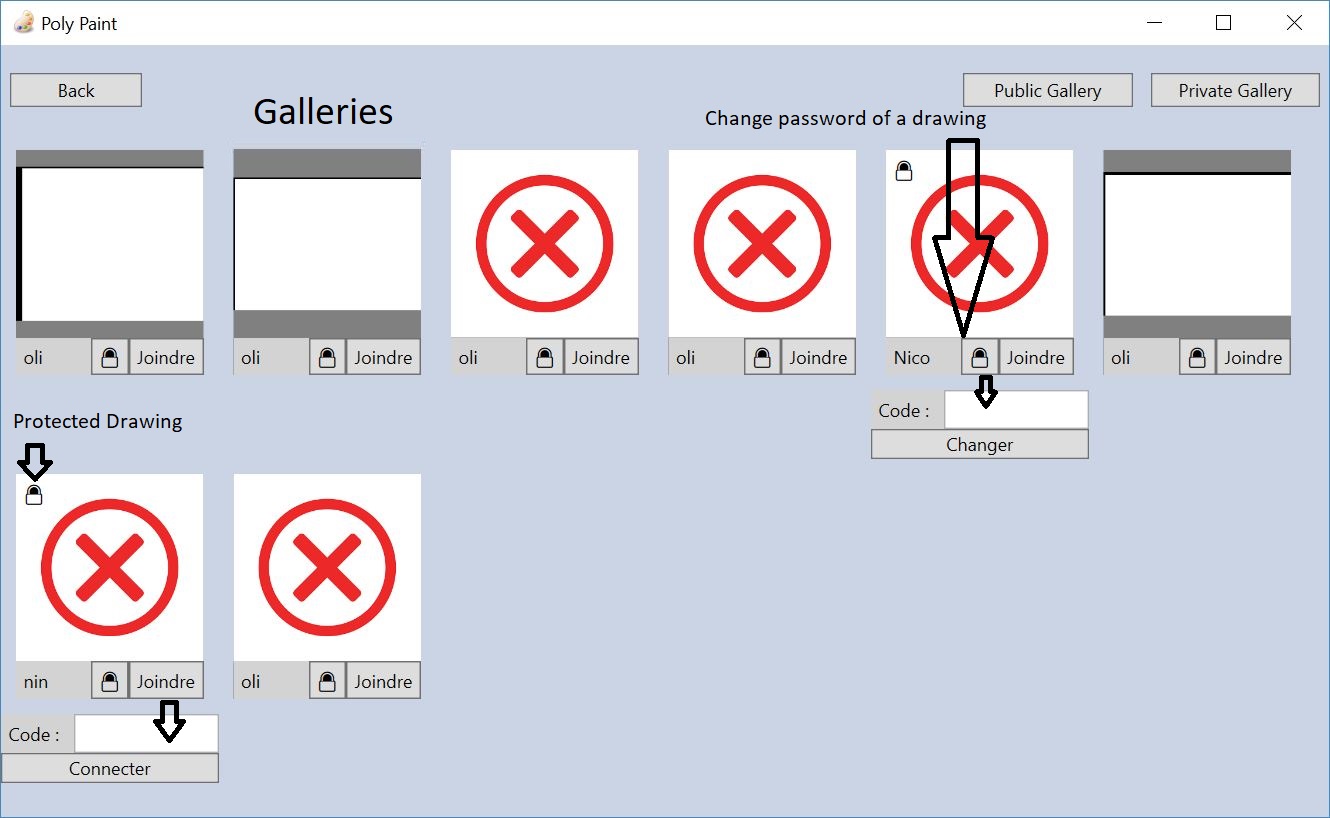 Poly Paint
Back
Public Gallery
Private Gallery
Galleries
Change password of a drawing
oli
Joindre
oli
Joindre
oli
Joindre
oli
Joindre
Nico
Joindre
oli
Joindre
Code :
Changer
Protected Drawing
nin
Joindre
oli
Joindre
Code :
Connecter